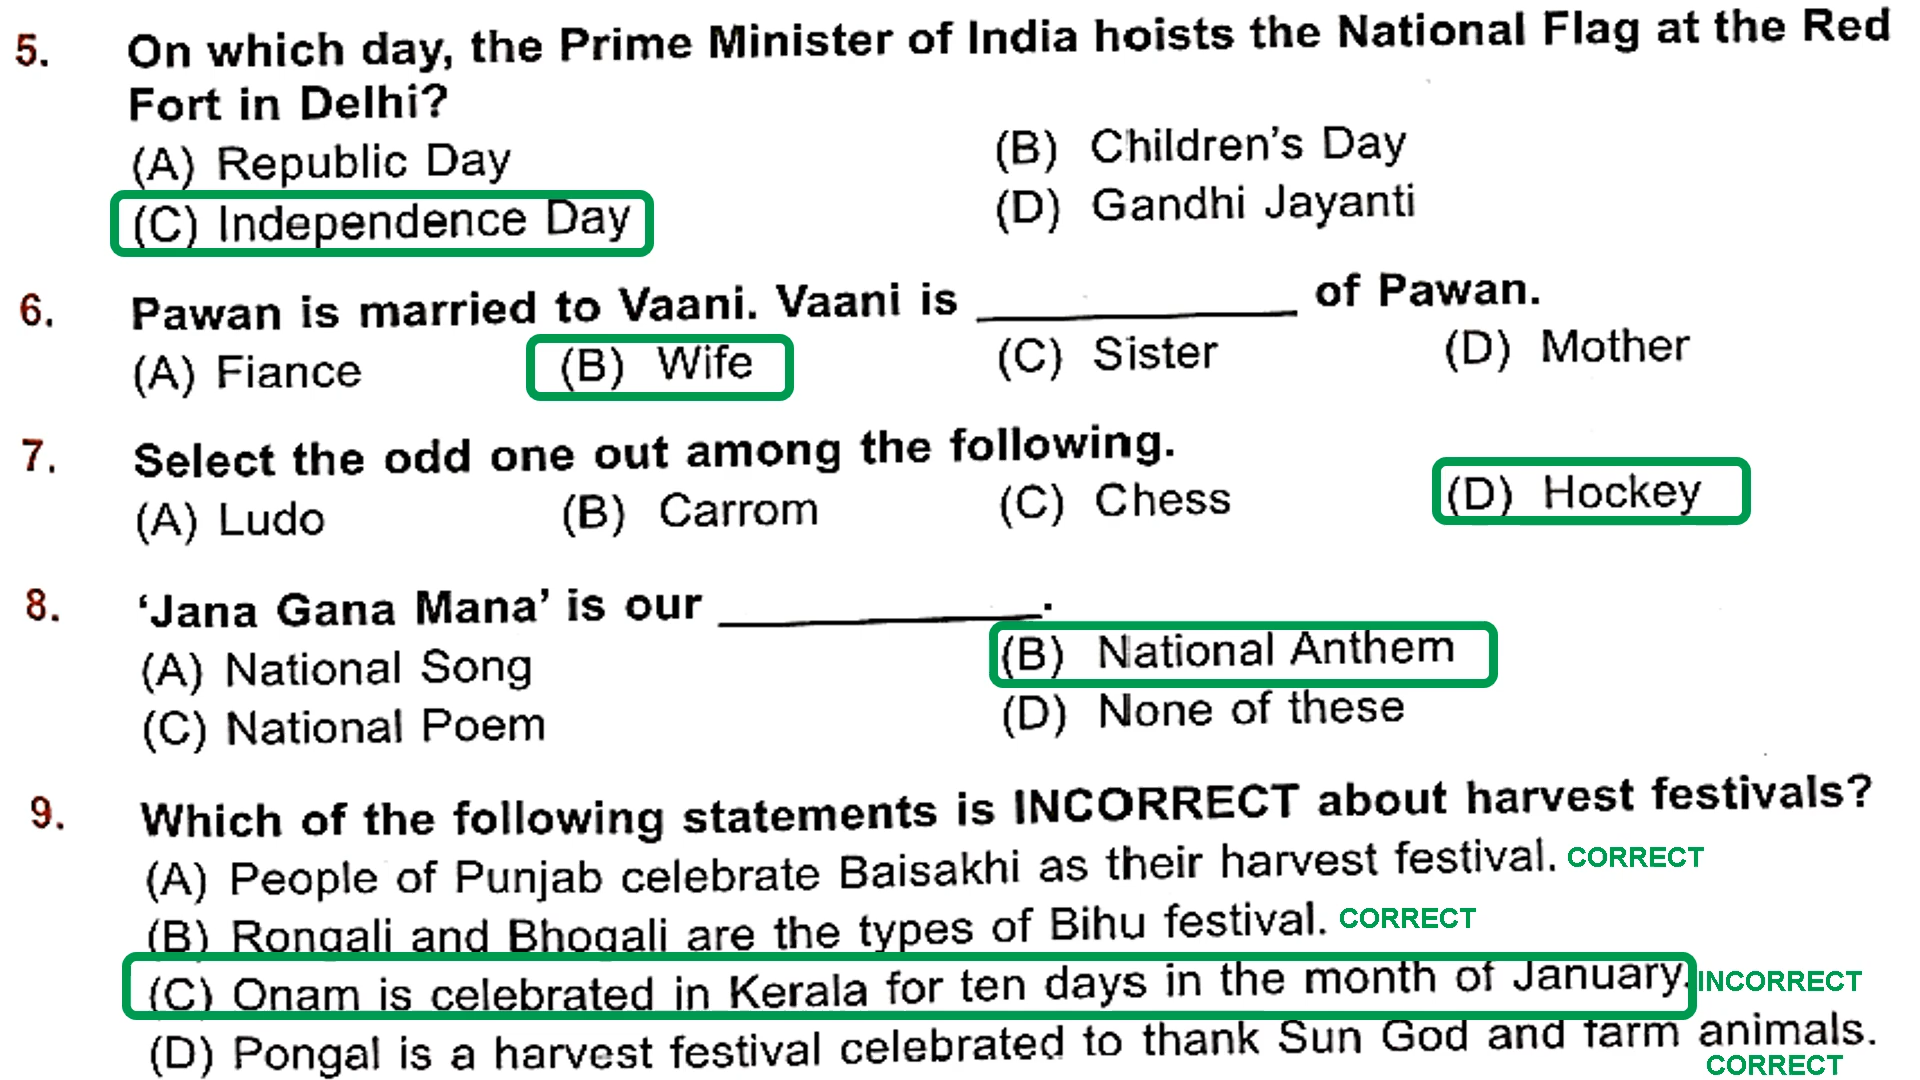 5. On which day, the Prime Minister of India hoists the National Flag at the Red
Fort in Delhi?
(A) Republic Day (B) Children's Day
(C) Independence Day (D) Gandhi Jayanti
6. Pawan is married to Vaani. Vaani is __________ of Pawan.
(A) Fiance (B) Wife (C) Sister (D) Mother
7. Select the odd one out among the following.
(A) Ludo (B) Carrom (C) Chess (D) Hockey
8. ‘Jana Gana Mana’ is our __________.
(A) National Song (B) National Anthem
(C) National Poem (D) None of these
9. Which of the following statements is INCORRECT about harvest festivals?
(A) People of Punjab celebrate Baisakhi as their harvest festival. CORRECT
(B) Rongali and Bhogali are the types of Bihu festival. CORRECT
(C) Onam is celebrated in Kerala for ten days in the month of January. INCORRECT
(D) Pongal is a harvest festival celebrated to thank Sun God and farm animals.
CORRECT